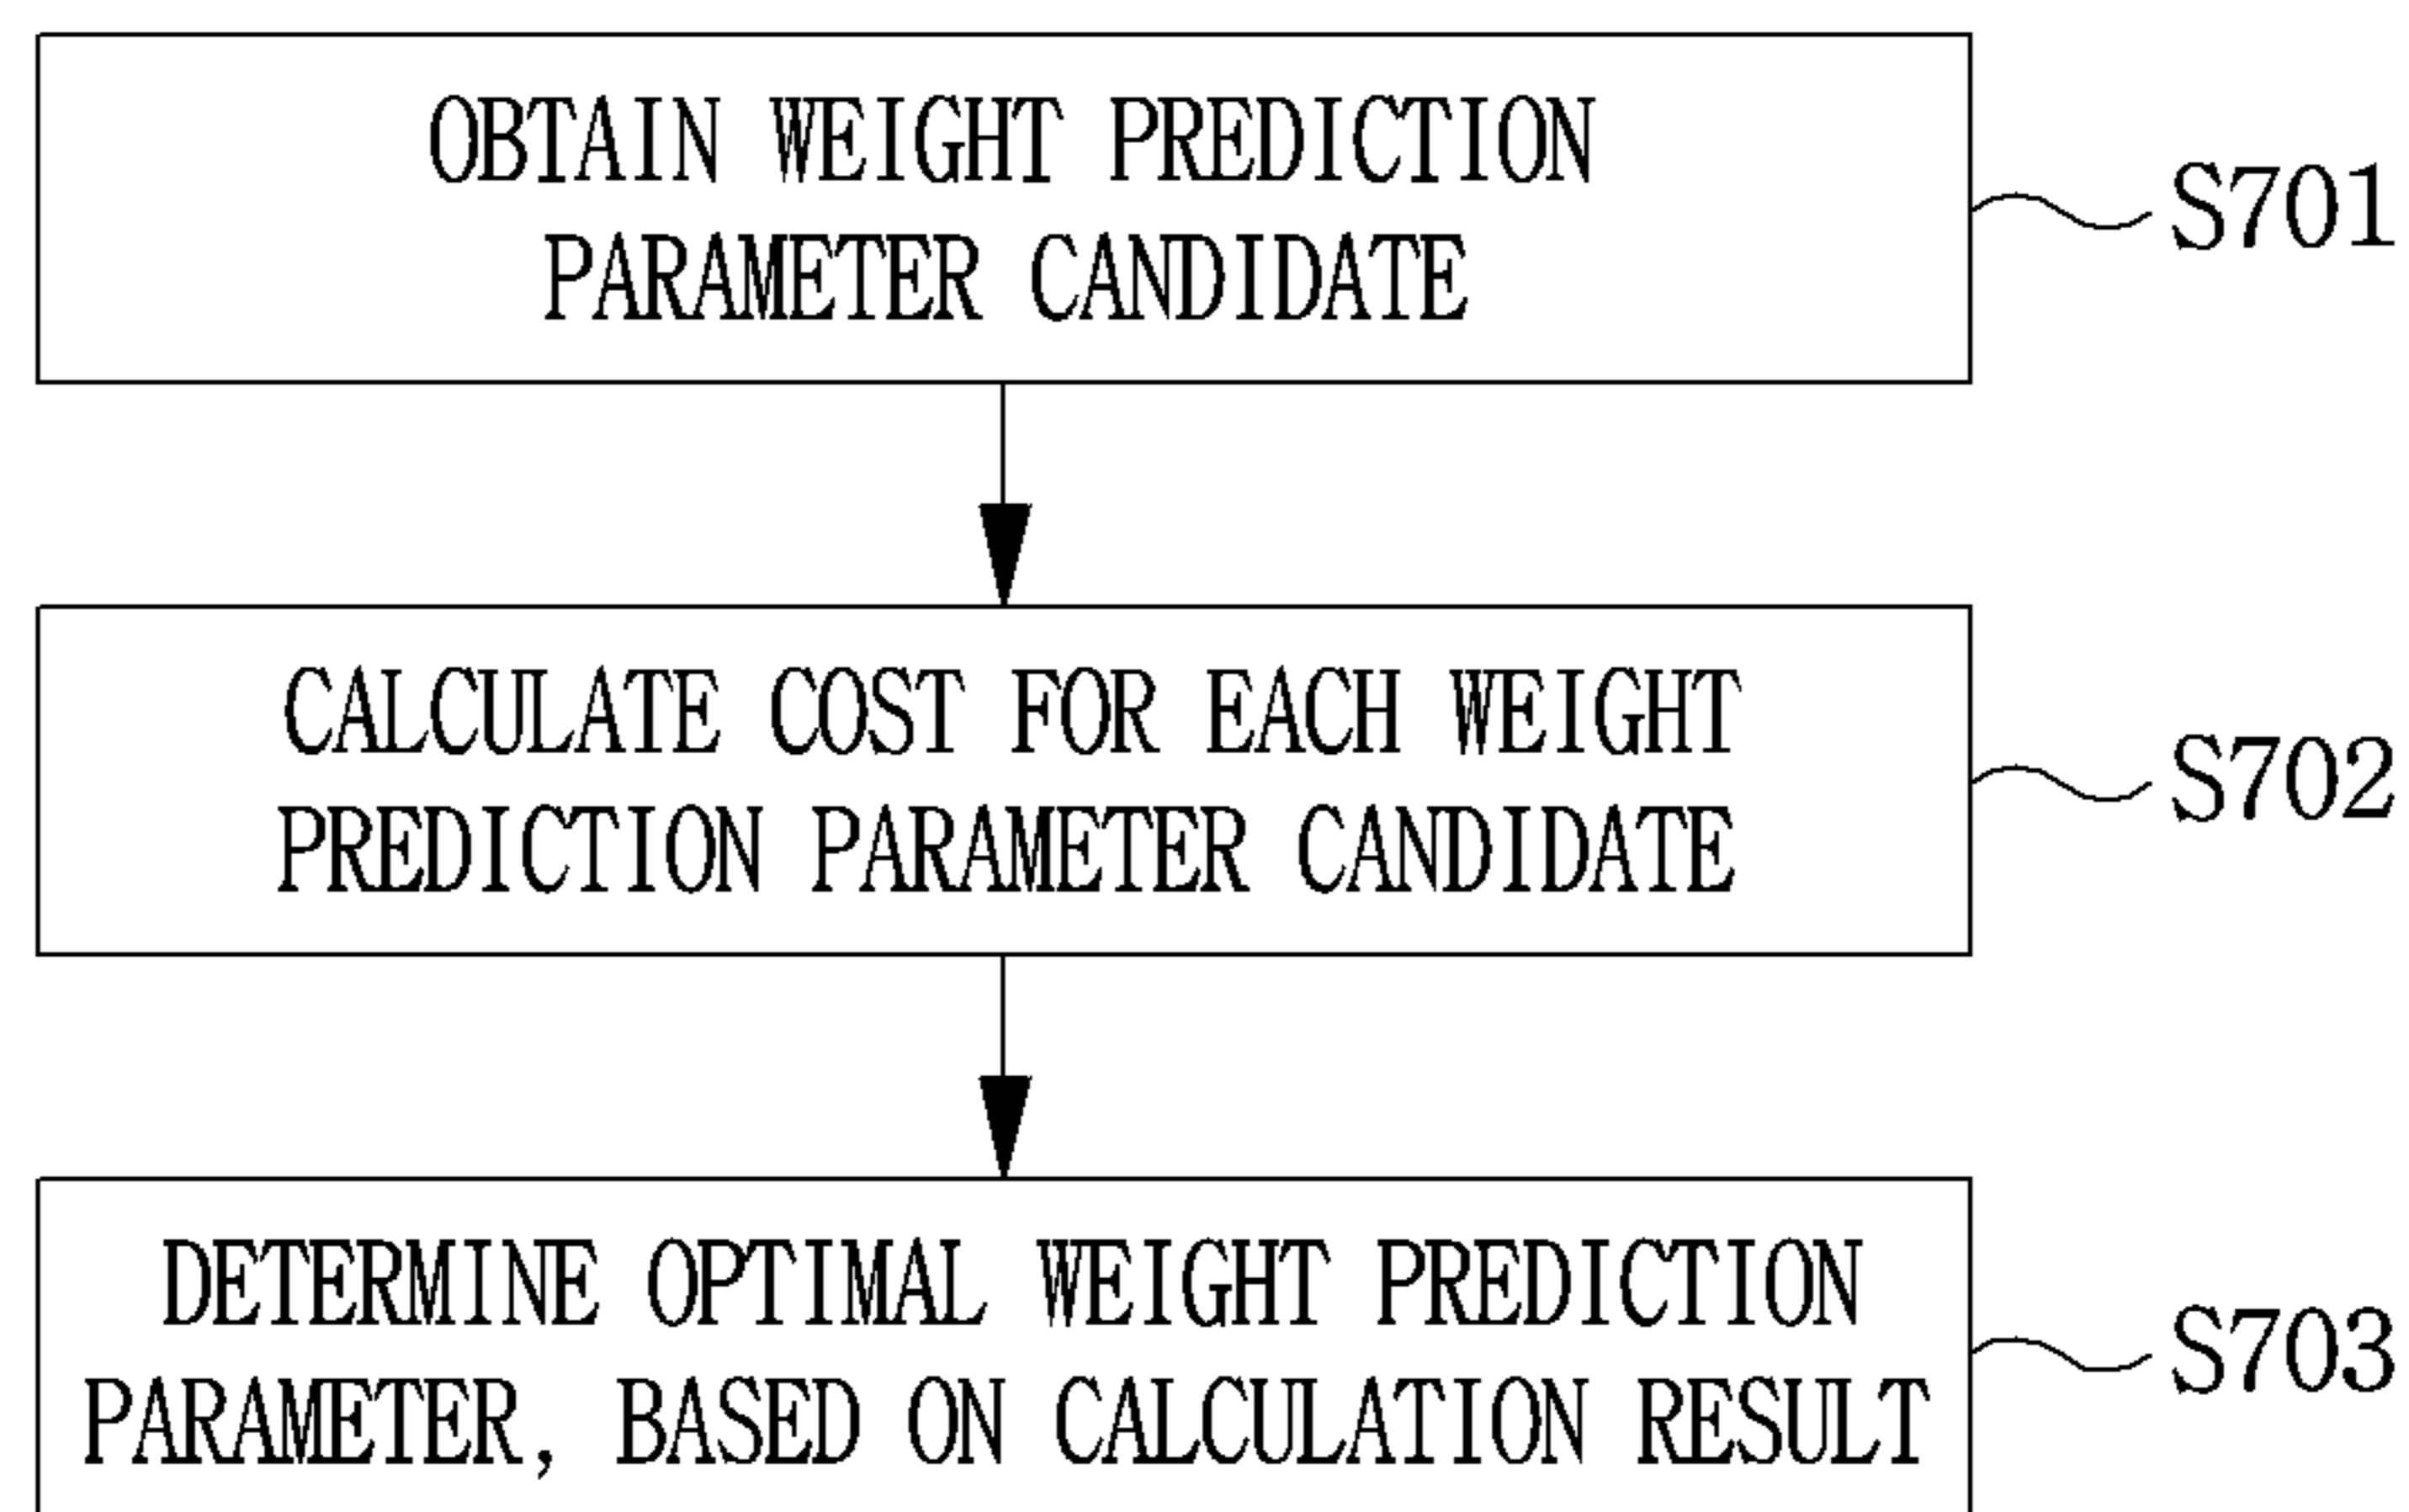 OBTAIN WEIGHT PREDICTION
PARAMETER CANDIDATE
S701
CALCULATE COST FOR EACH WEIGHT
PREDICTION PARAMETER CANDIDATE
S702
DETERMINE OPTIMAL WEIGHT PREDICTION
PARAMETER, BASED ON CALCULATION RESULT
S703